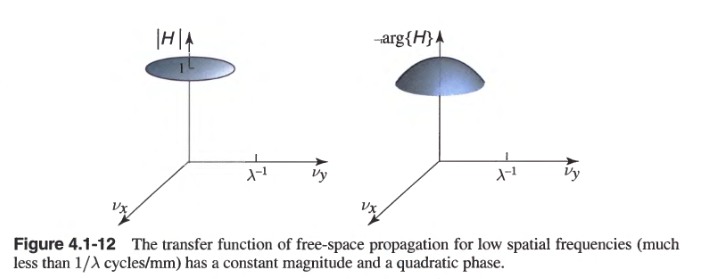 |H|
-arg{H}
1
λ⁻¹
νy
λ⁻¹
νy
νx
νx
Figure 4.1-12 The transfer function of free-space propagation for low spatial frequencies (much
less than 1/λ cycles/mm) has a constant magnitude and a quadratic phase.